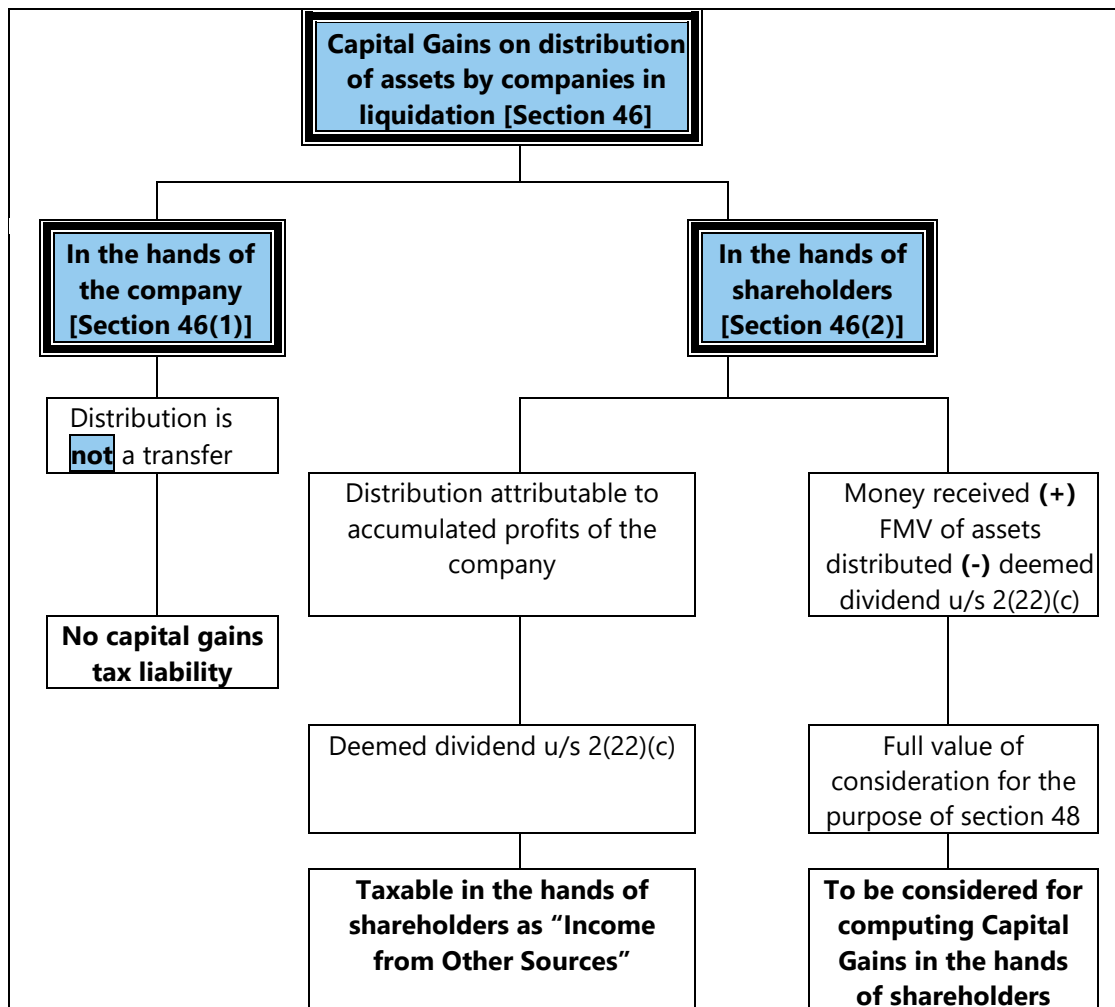 Capital Gains on distribution
of assets by companies in
liquidation [Section 46]
In the hands of
the company
[Section 46(1)]
In the hands of
shareholders
[Section 46(2)]
Distribution is
not a transfer
Distribution attributable to
accumulated profits of the
company
Money received (+)
FMV of assets
distributed (-) deemed
dividend u/s 2(22)(c)
No capital gains
tax liability
Deemed dividend u/s 2(22)(c)
Full value of
consideration for the
purpose of section 48
Taxable in the hands of
shareholders as “Income
from Other Sources”
To be considered for
computing Capital
Gains in the hands
of shareholders